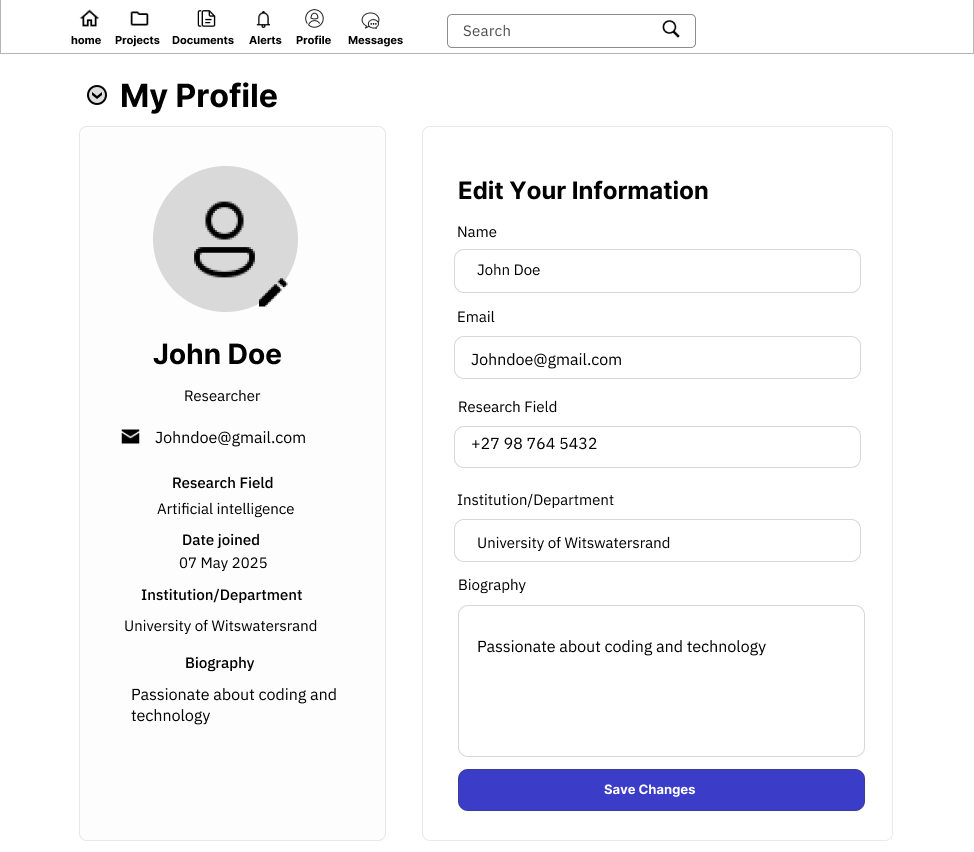 home Projects Documents Alerts Profile Messages Search
My Profile
John Doe
Researcher
Johndoe@gmail.com
Research Field
Artificial intelligence
Date joined
07 May 2025
Institution/Department
University of Witswatersrand
Biography
Passionate about coding and
technology
Edit Your Information
Name
John Doe
Email
Johndoe@gmail.com
Research Field
+27 98 764 5432
Institution/Department
University of Witswatersrand
Biography
Passionate about coding and technology
Save Changes